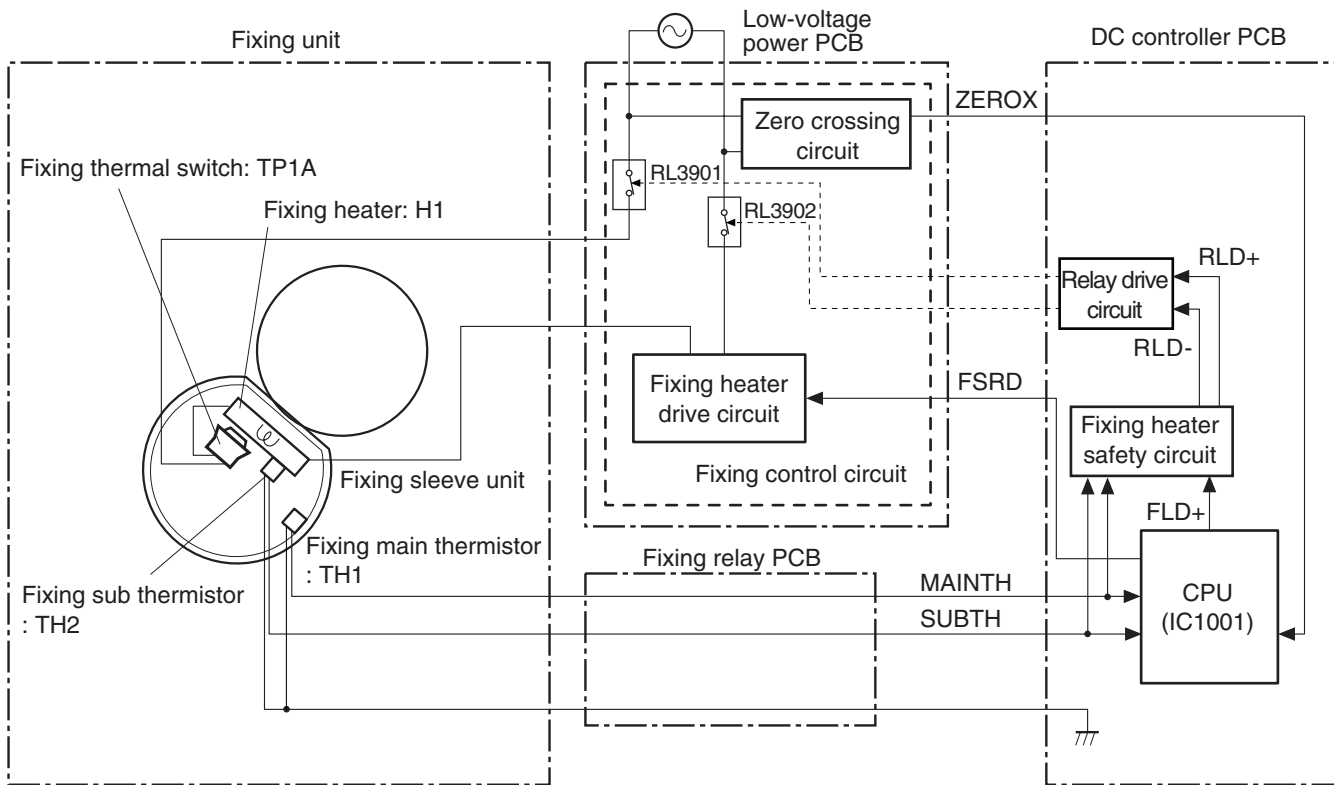 Fixing unit
Low-voltage
power PCB
DC controller PCB
ZEROX
Zero crossing
circuit
Fixing thermal switch: TP1A
RL3901
Fixing heater: H1
RL3902
RLD+
Relay drive
circuit
RLD-
Fixing heater
drive circuit
FSRD
Fixing heater
safety circuit
Fixing sleeve unit
Fixing control circuit
FLD+
Fixing main thermistor
: TH1
Fixing relay PCB
Fixing sub thermistor
: TH2
MAINTH
SUBTH
CPU
(IC1001)